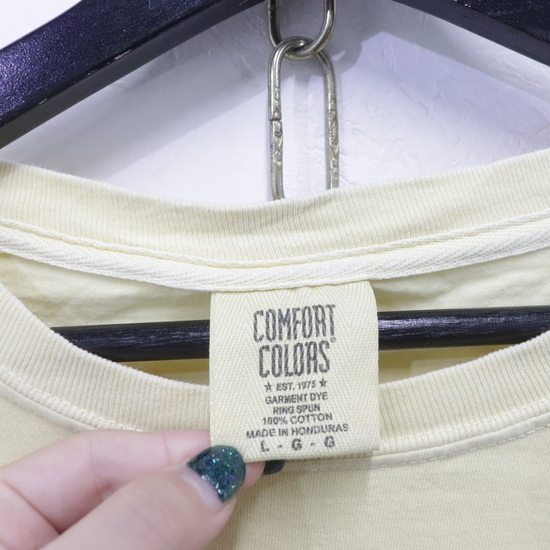 COMFORT
COLORS®
★ EST. 1975 ★
GARMENT DYE
RING SPUN
100% COTTON
MADE IN HONDURAS
L - G - G